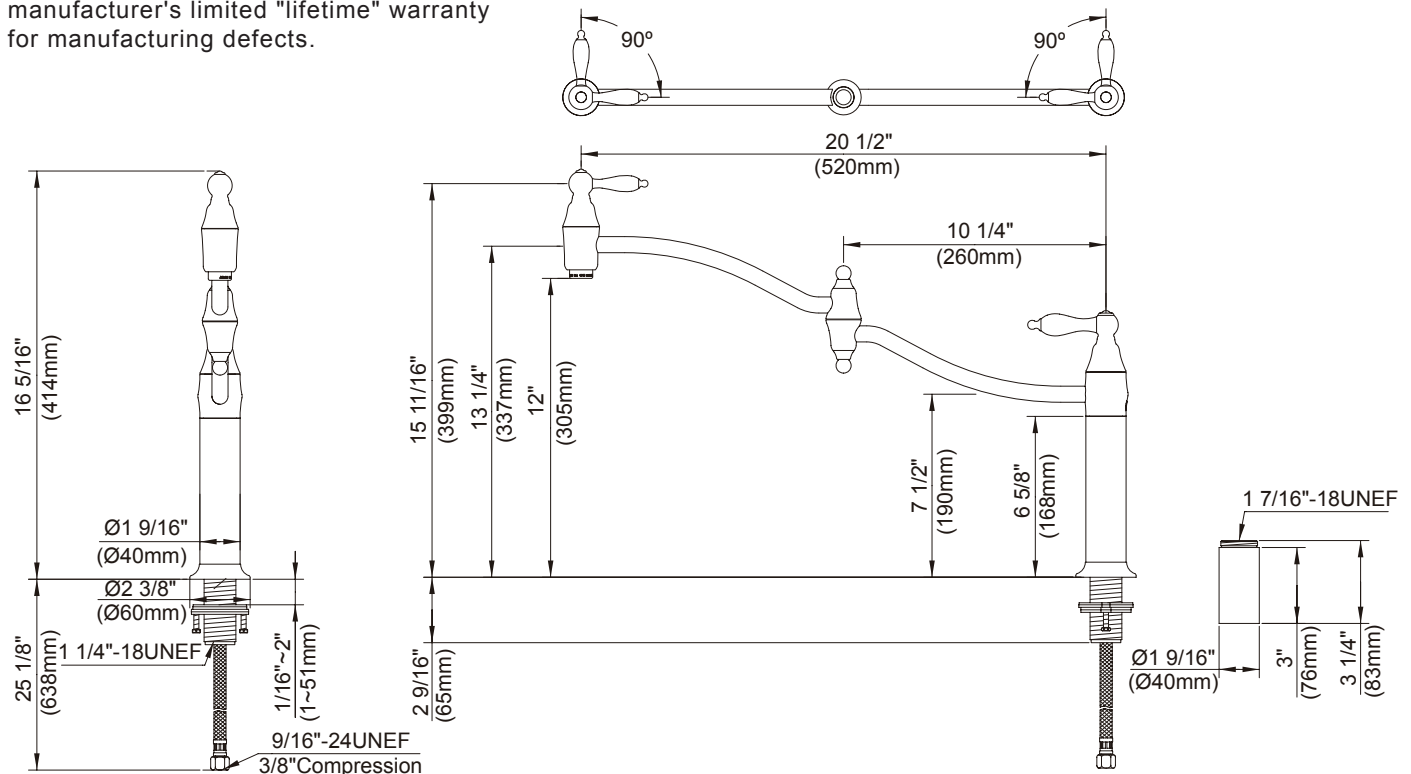 manufacturer's limited "lifetime" warranty
for manufacturing defects.
90º
90º
20 1/2"
(520mm)
10 1/4"
(260mm)
16 5/16"
(414mm)
15 11/16"
(399mm)
13 1/4"
(337mm)
12"
(305mm)
7 1/2"
(190mm)
6 5/8"
(168mm)
1 7/16"-18UNEF
Ø1 9/16"
(Ø40mm)
Ø2 3/8"
(Ø60mm)
1 1/4"-18UNEF
25 1/8"
(638mm)
1/16"~2"
(1~51mm)
2 9/16"
(65mm)
Ø1 9/16"
(Ø40mm)
3"
(76mm)
3 1/4"
(83mm)
9/16"-24UNEF
3/8"Compression